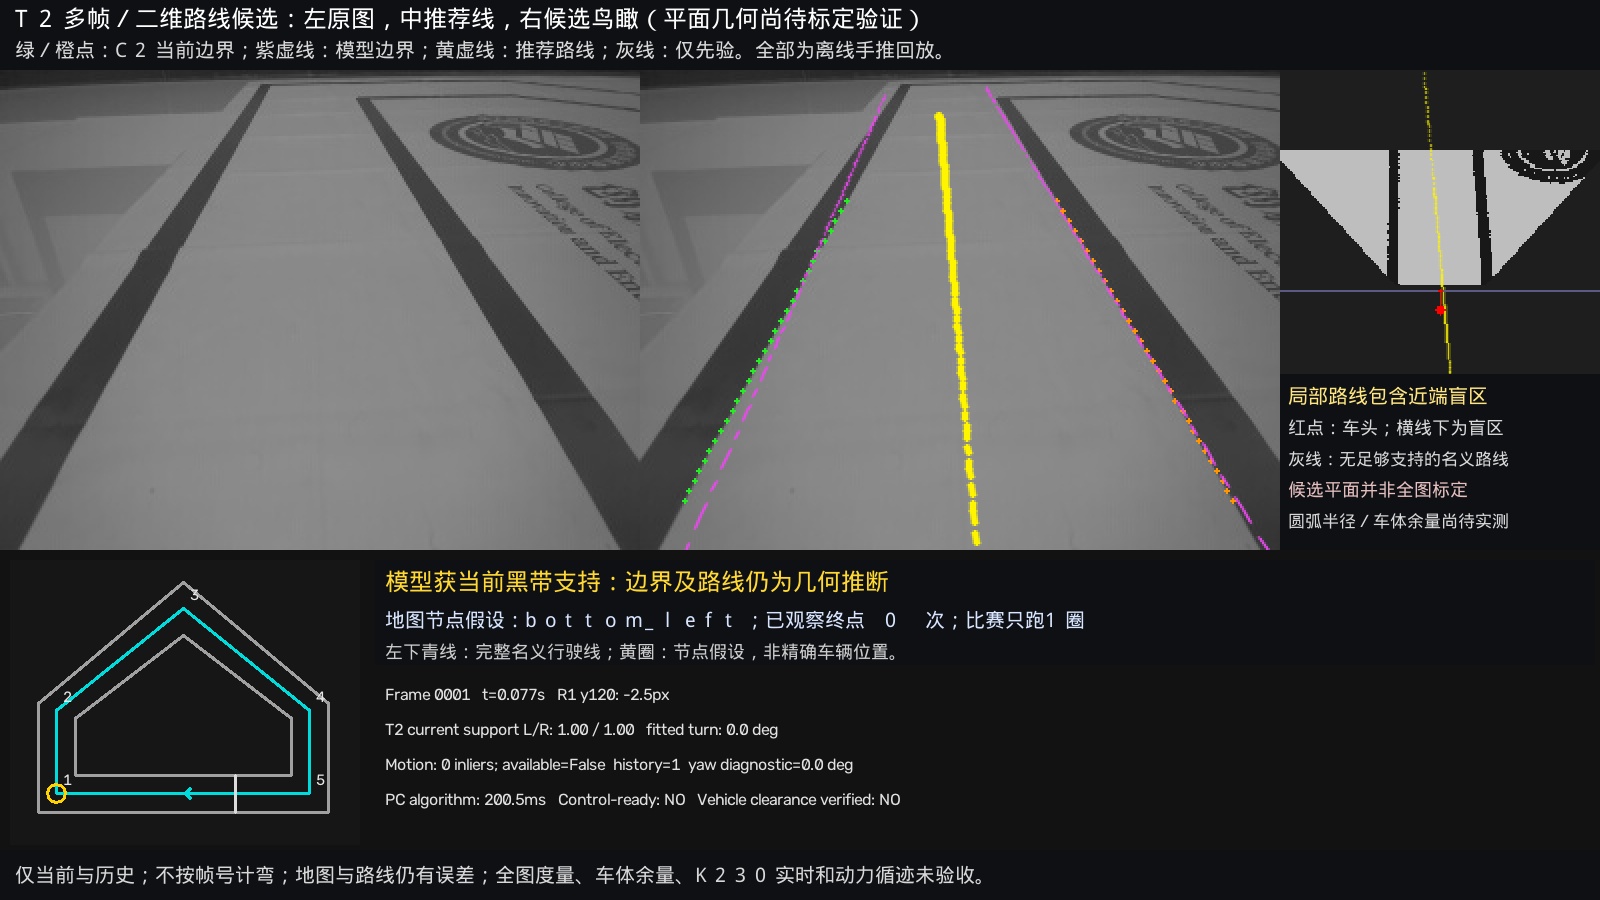 T 2 多帧 / 二维路线候选：左原图，中推荐线，右候选鸟瞰（平面几何尚待标定验证）
绿 / 橙点：C 2 当前边界；紫虚线：模型边界；黄虚线：推荐路线；灰线：仅先验。全部为离线手推回放。
College of Elec
Innovation and
and En
局部路线包含近端盲区
红点：车头；横线下为盲区
灰线：无足够支持的名义路线
候选平面并非全图标定
圆弧半径 / 车体余量尚待实测
3
2
4
1
5
模型获当前黑带支持：边界及路线仍为几何推断
地图节点假设：bottom_left ；已观察终点 0 次；比赛只跑1 圈
左下青线：完整名义行驶线；黄圈：节点假设，非精确车辆位置。
Frame 0001 t=0.077s R1 y120: -2.5px
T2 current support L/R: 1.00 / 1.00 fitted turn: 0.0 deg
Motion: 0 inliers; available=False history=1 yaw diagnostic=0.0 deg
PC algorithm: 200.5ms Control-ready: NO Vehicle clearance verified: NO
仅当前与历史；不按帧号计弯；地图与路线仍有误差；全图度量、车体余量、K 2 3 0 实时和动力循迹未验收。